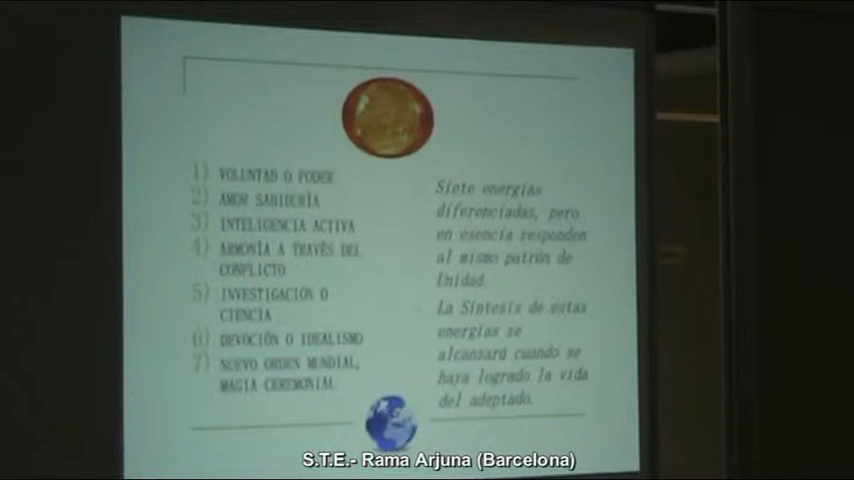 1) VOLUNTAD O PODER
2) AMOR SABIDURÍA
3) INTELIGENCIA ACTIVA
4) ARMONÍA A TRAVÉS DEL
CONFLICTO
5) INVESTIGACIÓN O
CIENCIA
6) DEVOCIÓN O IDEALISMO
7) NUEVO ORDEN MUNDIAL,
MAGIA CEREMONIAL
Siete energías
diferenciadas, pero
en esencia responden
al mismo patrón de
Unidad.
La Síntesis de estas
energías se
alcanzará cuando se
haya logrado la vida
del adeptado.
S.T.E.- Rama Arjuna (Barcelona)